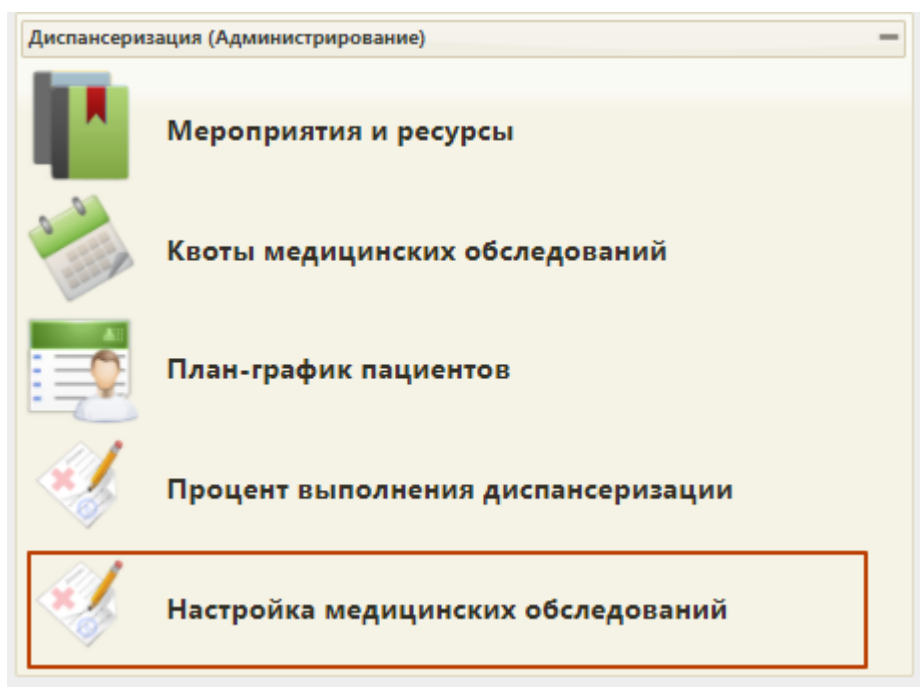 Диспансеризация (Администрирование)
Мероприятия и ресурсы
Квоты медицинских обследований
План-график пациентов
Процент выполнения диспансеризации
Настройка медицинских обследований